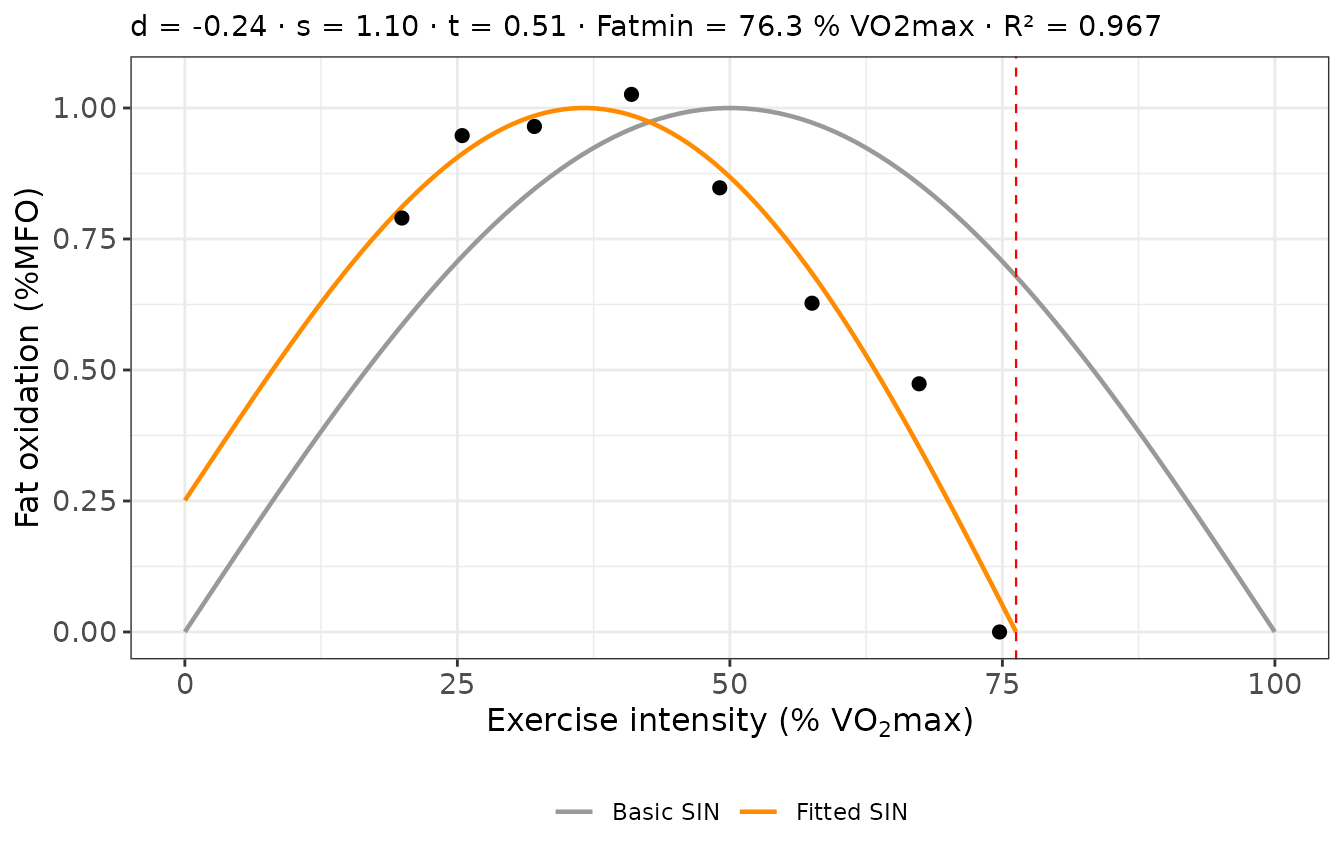 d = -0.24 · s = 1.10 · t = 0.51 · Fatmin = 76.3 % VO2max · R² = 0.967
Fat oxidation (%MFO)
1.00
0.75
0.50
0.25
0.00
0 25 50 75 100
Exercise intensity (% VO₂max)
Basic SIN Fitted SIN